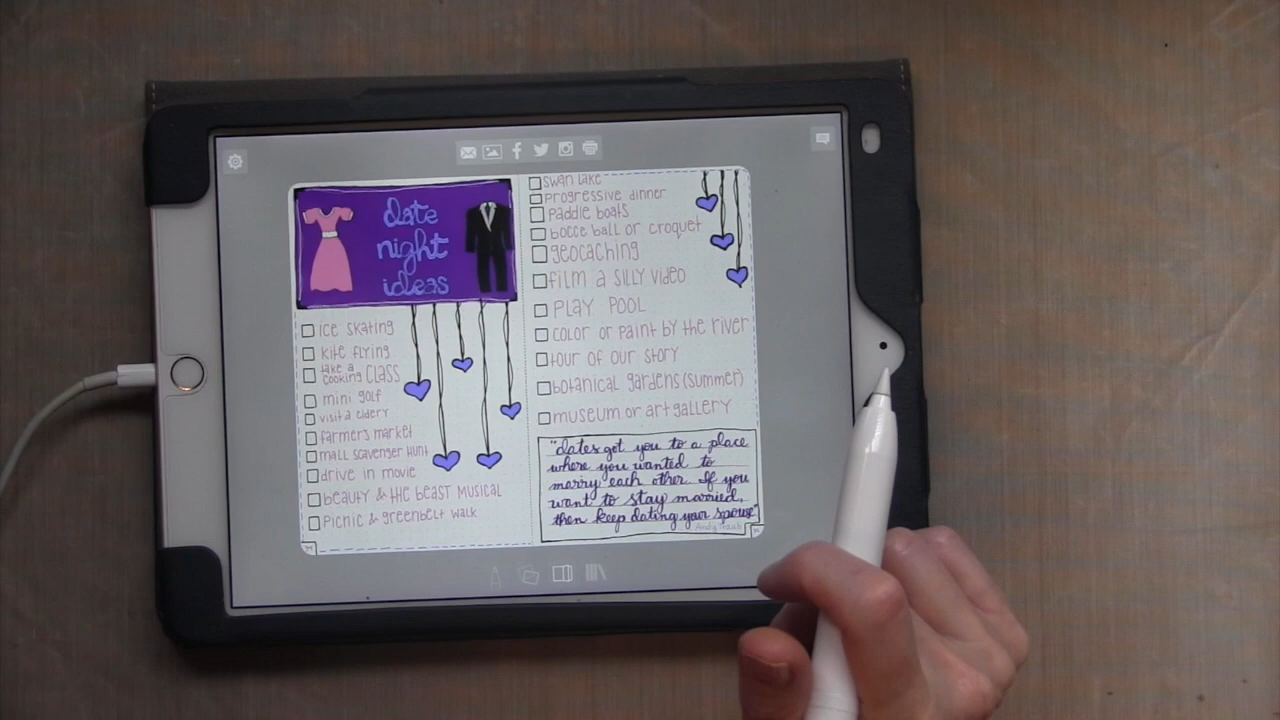 date
night
ideas
ice skating
kite flying
take a
cooking CLASS
mini golf
visit a cidery
farmers market
mall scavenger hunt
drive in movie
beauty & the beast musical
picnic & greenbelt walk
swan lake
progressive dinner
paddle boats
bocce ball or croquet
geocaching
film a silly video
PLAY POOL
color or paint by the river
tour of our story
botanical gardens (summer)
museum or art gallery
"dates got you to a place
where you wanted to
marry each other. If you
want to stay married,
then keep dating your spouse"
Andy Traub